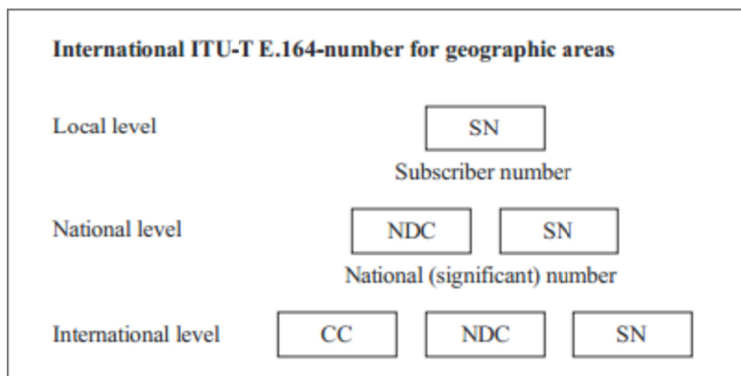 International ITU-T E.164-number for geographic areas
Local level SN
Subscriber number
National level NDC SN
National (significant) number
International level CC NDC SN